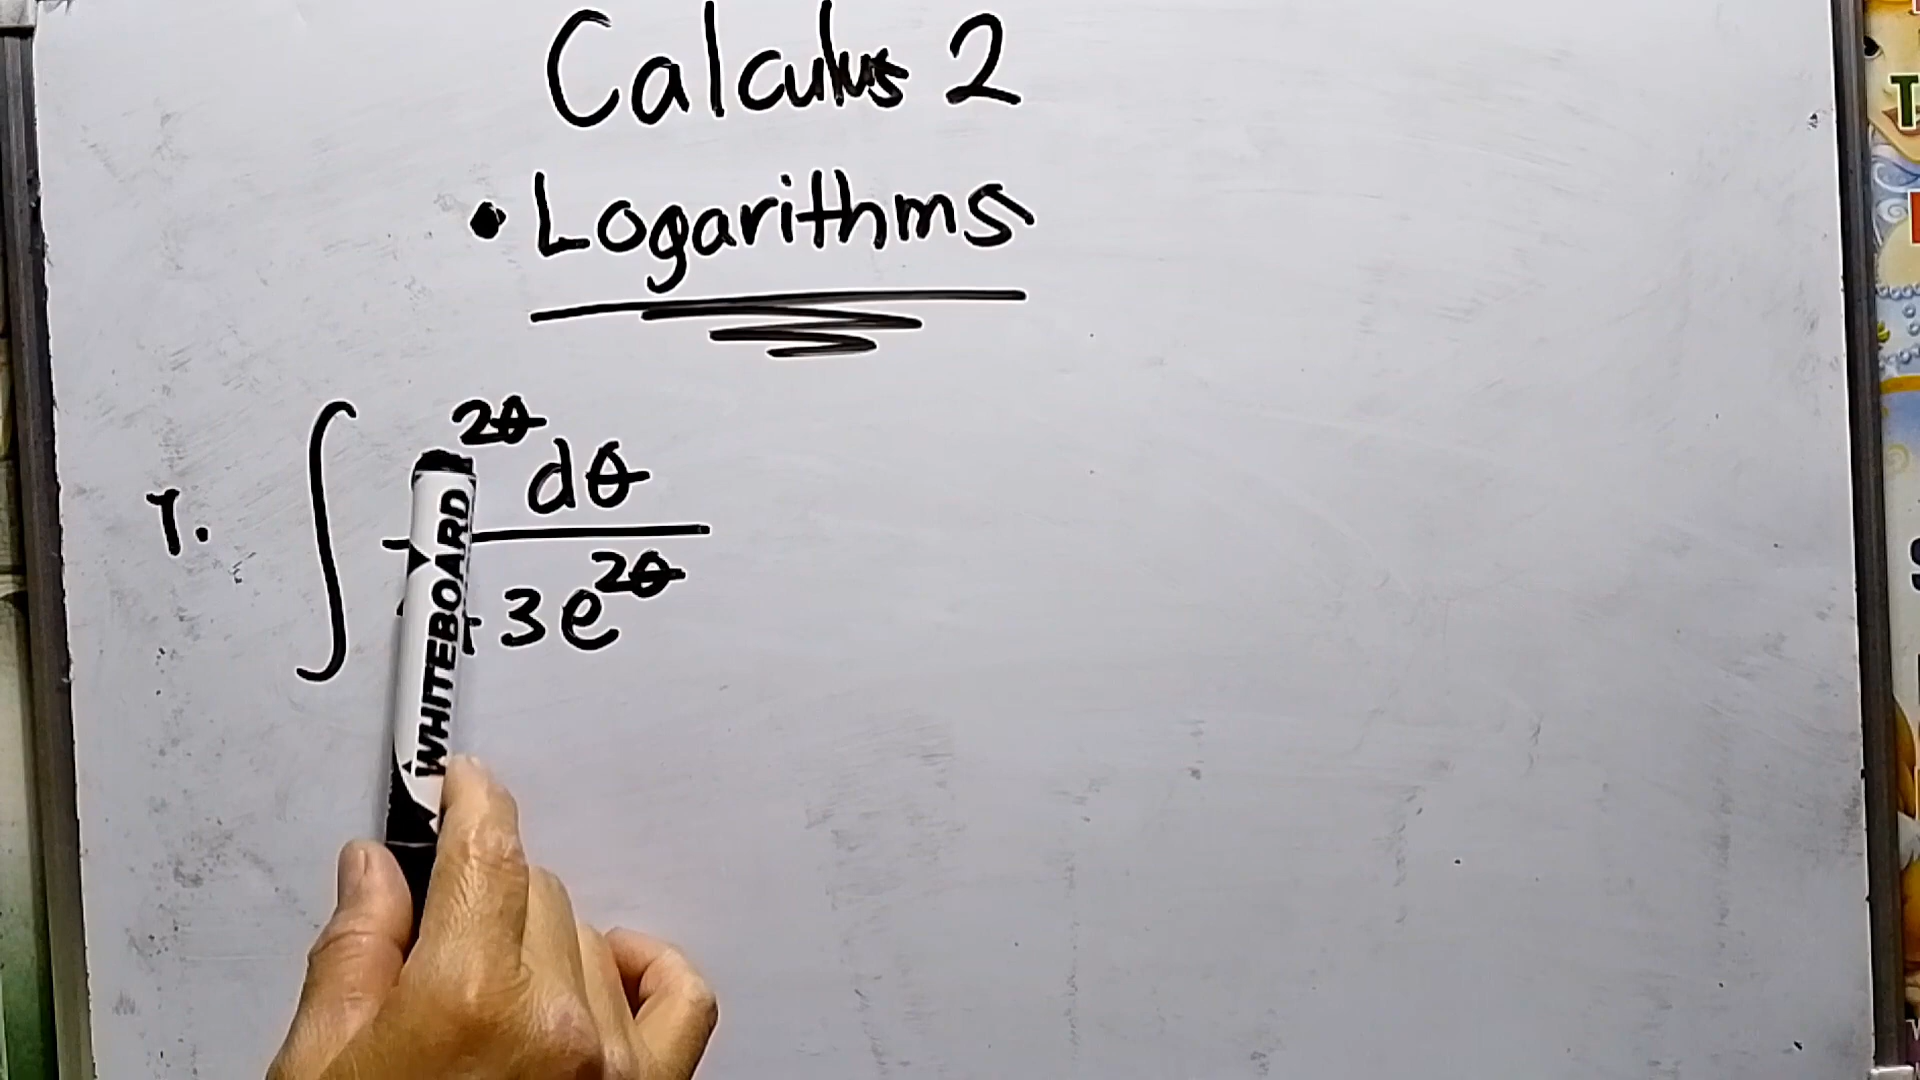 Calculus 2
• Logarithms
1. ∫ 2θ dθ
+ 3e^2θ
WHITEBOARD